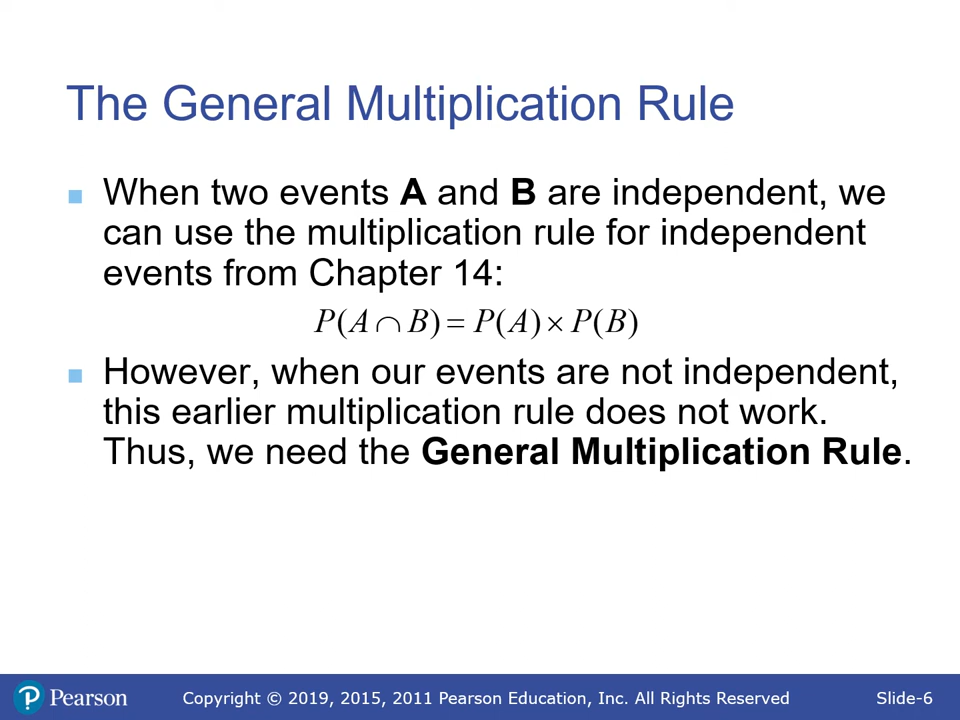 The General Multiplication Rule
When two events A and B are independent, we
can use the multiplication rule for independent
events from Chapter 14:
P(A ∩ B) = P(A) × P(B)
However, when our events are not independent,
this earlier multiplication rule does not work.
Thus, we need the General Multiplication Rule.
P Pearson
Copyright © 2019, 2015, 2011 Pearson Education, Inc. All Rights Reserved
Slide-6